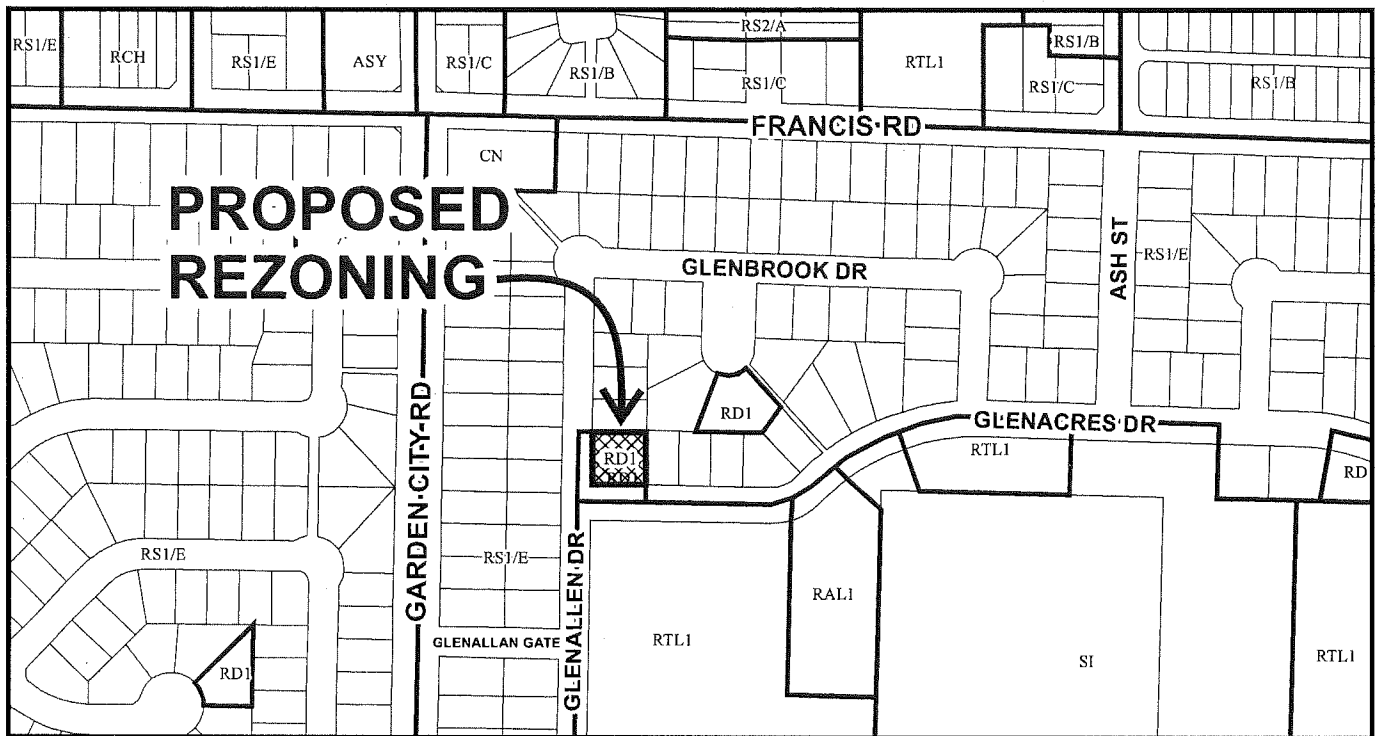 RS1/E
RCH
RS1/E
ASY
RS1/C
RS1/B
RS2/A
RS1/C
RTL1
RS1/B
RS1/C
RS1/B
FRANCIS RD
CN
PROPOSED
REZONING
GLENBROOK DR
ASH ST
RS1/E
RD1
GLENACRES DR
RD1
RTL1
RD
GARDEN CITY RD
RS1/E
RS1/E
GLENALLEN DR
RAL1
GLENALLAN GATE
RTL1
SI
RTL1
RD1